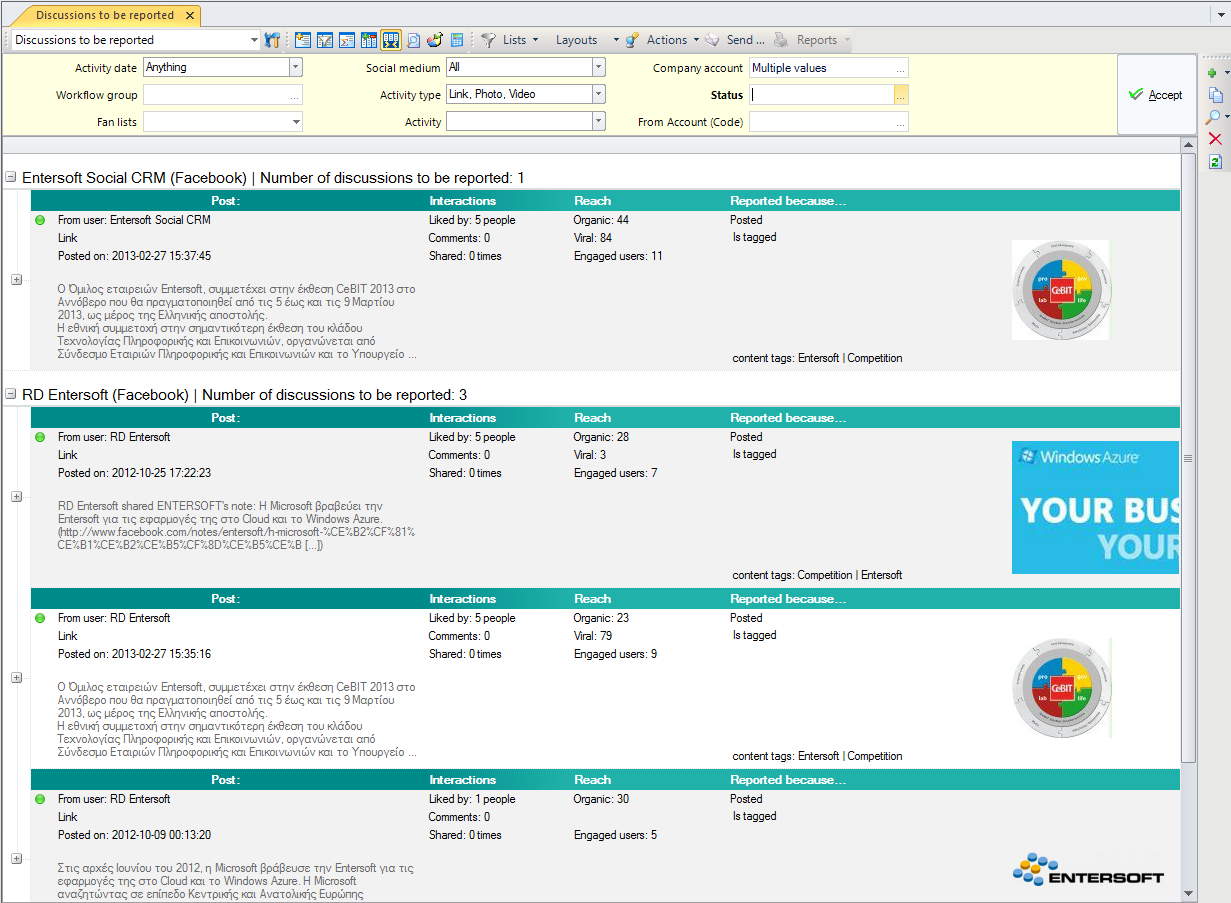 Discussions to be reported
Discussions to be reported Lists Layouts Actions Send ... Reports
Activity date Anything Social medium All Company account Multiple values ...
Workflow group ... Activity type Link, Photo, Video Status ...
Accept
Fan lists Activity From Account (Code) ...
Entersoft Social CRM (Facebook) | Number of discussions to be reported: 1
Post: Interactions Reach Reported because...
From user: Entersoft Social CRM Liked by: 5 people Organic: 44 Posted
Link Comments: 0 Viral: 84 Is tagged
Posted on: 2013-02-27 15:37:45 Shared: 0 times Engaged users: 11
Ο Όμιλος εταιρειών Entersoft, συμμετέχει στην έκθεση CeBIT 2013 στο
Αννόβερο που θα πραγματοποιηθεί από τις 5 έως και τις 9 Μαρτίου
2013, ως μέρος της Ελληνικής αποστολής.
Η εθνική συμμετοχή στην σημαντικότερη έκθεση του κλάδου
Τεχνολογίας Πληροφορικής και Επικοινωνιών, οργανώνεται από
Σύνδεσμο Εταιριών Πληροφορικής και Επικοινωνιών και το Υπουργείο ...
pro gov
CeBIT
lab life
content tags: Entersoft | Competition
RD Entersoft (Facebook) | Number of discussions to be reported: 3
Post: Interactions Reach Reported because...
From user: RD Entersoft Liked by: 5 people Organic: 28 Posted
Link Comments: 0 Viral: 3 Is tagged
Posted on: 2012-10-25 17:22:23 Shared: 0 times Engaged users: 7
RD Entersoft shared ENTERSOFT's note: Η Microsoft βραβεύει την
Entersoft για τις εφαρμογές της στο Cloud και το Windows Azure.
(http://www.facebook.com/notes/entersoft/h-microsoft-%CE%B2%CF%81%
CE%B1%CE%B2%CE%B5%CF%8D%CE%B5%CE%B [...])
Windows Azure
YOUR BUS
YOUR
content tags: Competition | Entersoft
Post: Interactions Reach Reported because...
From user: RD Entersoft Liked by: 5 people Organic: 23 Posted
Link Comments: 0 Viral: 79 Is tagged
Posted on: 2013-02-27 15:35:16 Shared: 0 times Engaged users: 9
Ο Όμιλος εταιρειών Entersoft, συμμετέχει στην έκθεση CeBIT 2013 στο
Αννόβερο που θα πραγματοποιηθεί από τις 5 έως και τις 9 Μαρτίου
2013, ως μέρος της Ελληνικής αποστολής.
Η εθνική συμμετοχή στην σημαντικότερη έκθεση του κλάδου
Τεχνολογίας Πληροφορικής και Επικοινωνιών, οργανώνεται από
Σύνδεσμο Εταιριών Πληροφορικής και Επικοινωνιών και το Υπουργείο ...
pro gov
CeBIT
lab life
content tags: Entersoft | Competition
Post: Interactions Reach Reported because...
From user: RD Entersoft Liked by: 1 people Organic: 30 Posted
Link Comments: 0 Is tagged
Posted on: 2012-10-09 00:13:20 Shared: 0 times Engaged users: 5
Στις αρχές Ιουνίου του 2012, η Microsoft βράβευσε την Entersoft για τις
εφαρμογές της στο Cloud και το Windows Azure. Η Microsoft
αναζητώντας σε επίπεδο Κεντρικής και Ανατολικής Ευρώπης
ENTERSOFT